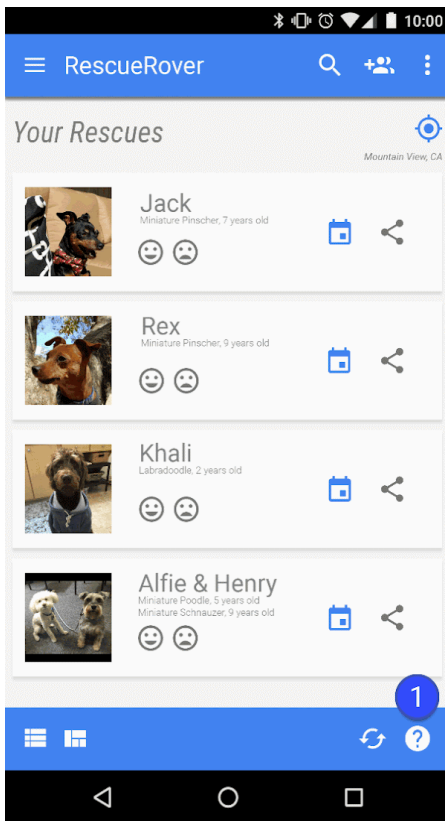 10:00
RescueRover
Your Rescues
Mountain View, CA
Jack
Miniature Pinscher, 7 years old
Rex
Miniature Pinscher, 9 years old
Khali
Labradoodle, 2 years old
Alfie & Henry
Miniature Poodle, 5 years old
Miniature Schnauzer, 9 years old
1
?